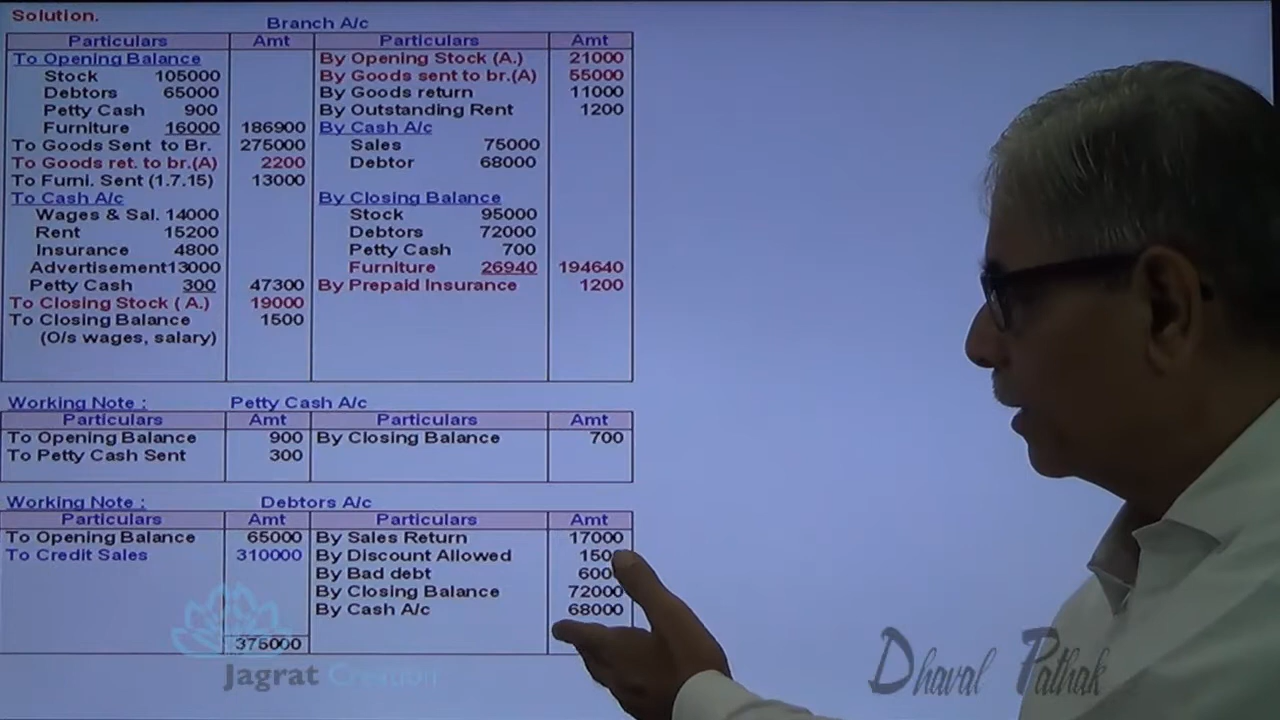 Solution.
Branch A/c
Particulars Amt Particulars Amt
To Opening Balance By Opening Stock (A.) 21000
Stock 105000 By Goods sent to br.(A) 55000
Debtors 65000 By Goods return 11000
Petty Cash 900 By Outstanding Rent 1200
Furniture 16000 186900 By Cash A/c
To Goods Sent to Br. 275000 Sales 75000
To Goods ret. to br.(A) 2200 Debtor 68000
To Furni. Sent (1.7.15) 13000
To Cash A/c By Closing Balance
Wages & Sal. 14000 Stock 95000
Rent 15200 Debtors 72000
Insurance 4800 Petty Cash 700
Advertisement13000 Furniture 26940 194640
Petty Cash 300 47300 By Prepaid Insurance 1200
To Closing Stock ( A.) 19000
To Closing Balance 1500
(O/s wages, salary)
Working Note : Petty Cash A/c
Particulars Amt Particulars Amt
To Opening Balance 900 By Closing Balance 700
To Petty Cash Sent 300
Working Note : Debtors A/c
Particulars Amt Particulars Amt
To Opening Balance 65000 By Sales Return 17000
To Credit Sales 310000 By Discount Allowed
By Bad debt
By Closing Balance 72000
By Cash A/c 68000
375000
Jagrat Creation
Dhaval Pathak